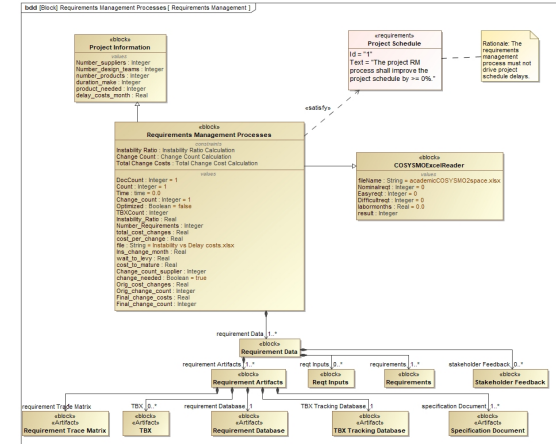 bdd [Block] Requirements Management Processes [ Requirements Management ]
«block»
Project Information
values
Number_suppliers : Integer
Number_design_teams : Integer
number_products : Integer
duration_make : Integer
product_needed : Integer
delay_costs_month : Real
«requirement»
Project Schedule
Id = "1"
Text = "The project RM
process shall improve the
project schedule by >= 0%."
Rationale: The
requirements
management
process must not
drive project
schedule delays.
«satisfy»
«block»
Requirements Management Processes
constraints
Instability Ratio : Instability Ratio Calculation
Change Count : Change Count Calculation
Total Change Costs : Total Change Cost Calculation
values
DocCount : Integer = 1
Count : Integer = 1
Time : time = 0.0
Change_count : Integer = 1
Optimized : Boolean = false
TBXCount : Integer
Instability_Ratio : Real
Number_Requirements : Integer
total_cost_changes : Real
cost_per_change : Real
file : String = Instability vs Delay costs.xlsx
ins_change_month : Real
wait_to_levy : Real
cost_to_mature : Real
Change_count_supplier : Integer
change_needed : Boolean = true
Orig_cost_changes : Real
Orig_change_count : Integer
Final_change_costs : Real
Final_change_count : Integer
«block»
COSYSMOExcelReader
values
fileName : String = academicCOSYSMO2space.xlsx
Nominalreqt : Integer = 0
Easyreqt : Integer = 0
Difficultreqt : Integer = 0
labormonths : Real = 0.0
result : Integer
requirement Data 1..*
«block»
Requirement Data
requirement Artifacts 1..*
reqt Inputs 0..*
requirements 1..*
stakeholder Feedback 0..*
«block»
Requirement Artifacts
«block»
Reqt Inputs
«block»
Requirements
«block»
Stakeholder Feedback
requirement Trade Matrix
TBX 0..*
requirement Database 1
TBX Tracking Database 1
specification Document 1..*
«block»
«Artifact»
Requirement Trace Matrix
«block»
«Artifact»
TBX
«block»
«Artifact»
Requirement Database
«block»
«Artifact»
TBX Tracking Database
«block»
«Artifact»
Specification Document